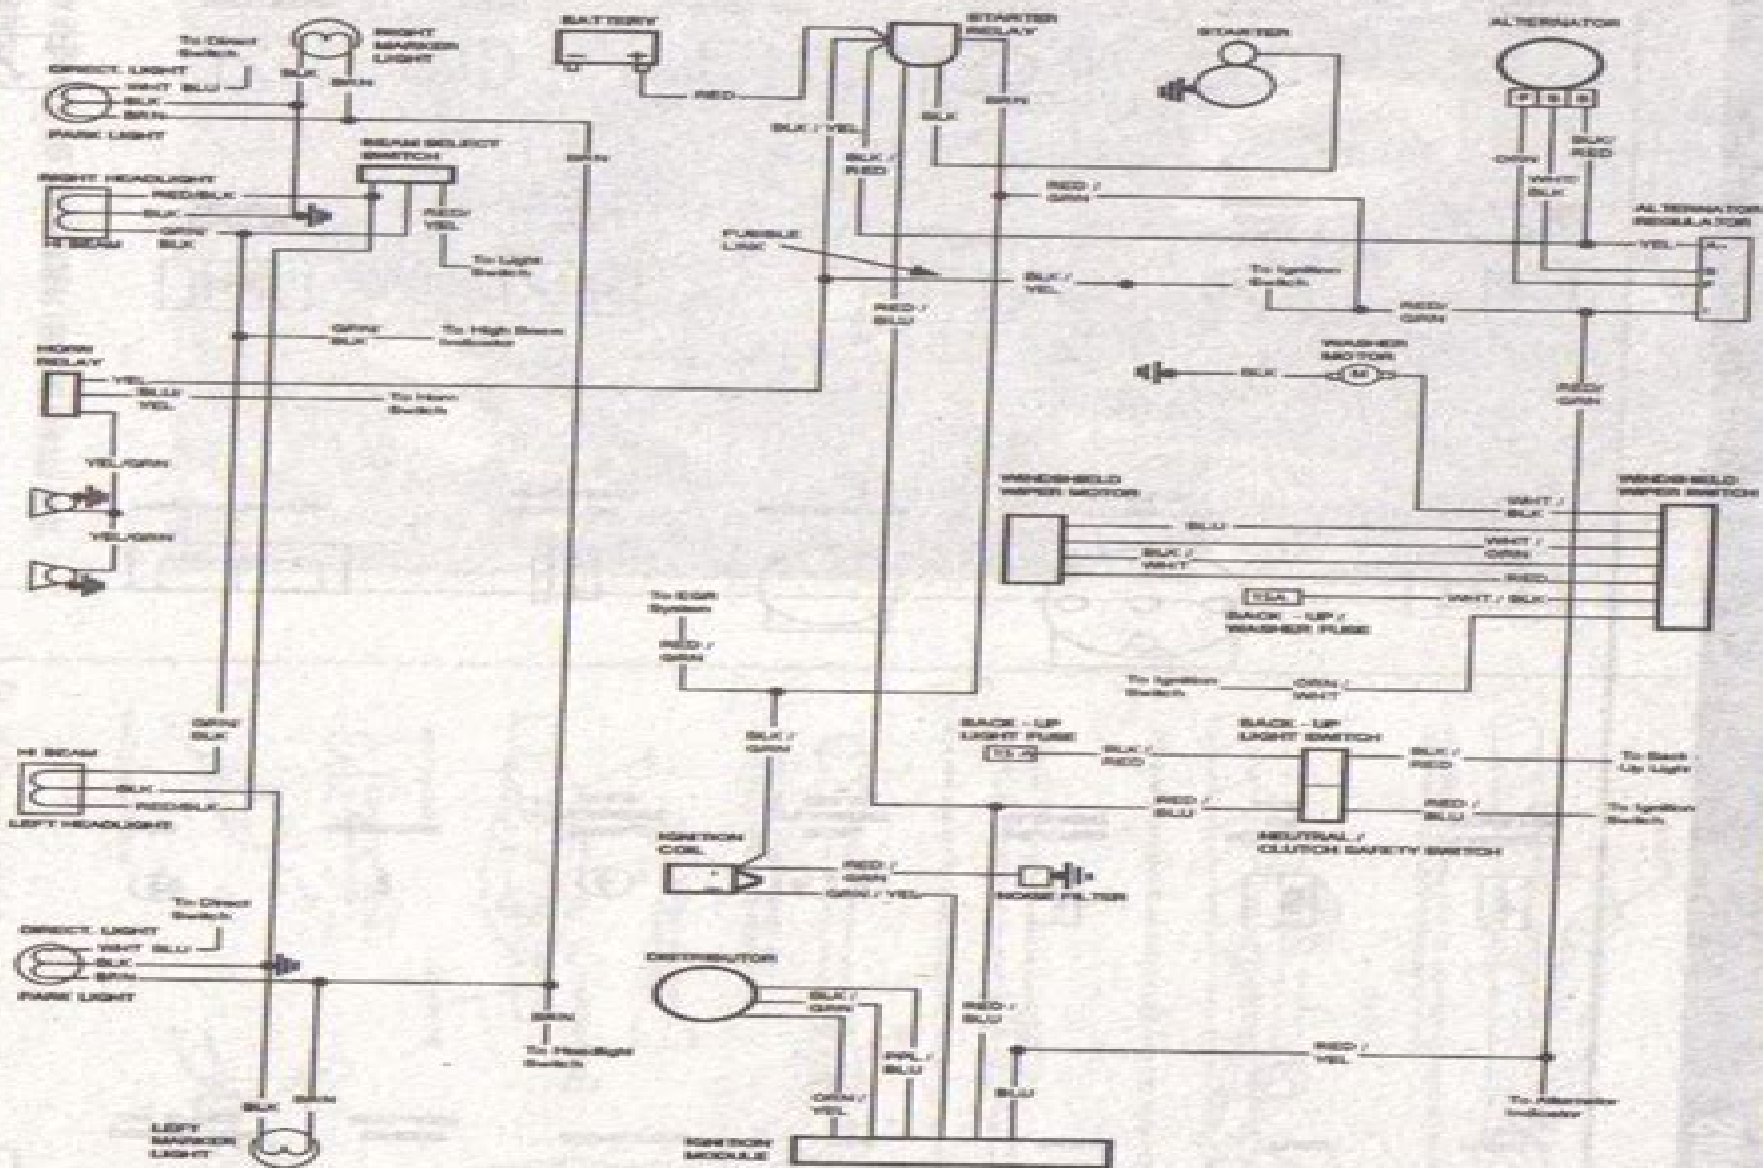 To Direct
Switch
RIGHT
MARKER
LIGHT
BLK
BRN
DIRECT. LIGHT
WHT BLU
BLK
BRN
PARK LIGHT
BATTERY
RED
STARTER
RELAY
STARTER
ALTERNATOR
F S B
BRN
BLK
BLK / YEL
BLK /
RED
ORN
WHT/
BLK
BLK/
RED
BEAM SELECT
SWITCH
BRN
RIGHT HEADLIGHT
RED/BLK
BLK
GRN/
BLK
HI BEAM
RED/
YEL
To Light
Switch
FUSIBLE
LINK
RED /
GRN
ALTERNATOR
REGULATOR
YEL
BLK /
YEL
To Ignition
Switch
RED/
GRN
RED /
BLU
GRN/
BLK
To High Beam
Indicator
HORN
RELAY
YEL
BLU/
YEL
To Horn
Switch
WASHER
MOTOR
BLK
M
RED/
GRN
YEL/GRN
YEL/GRN
WINDSHIELD
WIPER MOTOR
WINDSHIELD
WIPER SWITCH
WHT /
BLK
BLU
WHT /
ORN
BLK /
WHT
RED
15A
WHT / BLK
BACK - UP /
WASHER FUSE
To EGR
System
RED /
GRN
To Ignition
Switch
ORN /
WHT
GRN/
BLK
BLK /
GRN
BACK - UP
LIGHT FUSE
15 A
BLK /
RED
BACK - UP
LIGHT SWITCH
BLK /
RED
To Back -
Up Light
HI BEAM
BLK
RED/BLK
LEFT HEADLIGHT
RED /
BLU
RED /
BLU
To Ignition
Switch
NEUTRAL /
CLUTCH SAFETY SWITCH
IGNITION
COIL
RED /
GRN
GRN / YEL
NOISE FILTER
To Direct
Switch
DIRECT. LIGHT
WHT BLU
BLK
BRN
PARK LIGHT
DISTRIBUTOR
BLK /
GRN
RED /
BLU
BRN
To Headlight
Switch
PPL /
BLU
ORN /
YEL
BLU
RED /
YEL
To Alternator
Indicator
BLK
BRN
LEFT
MARKER
LIGHT
IGNITION
MODULE